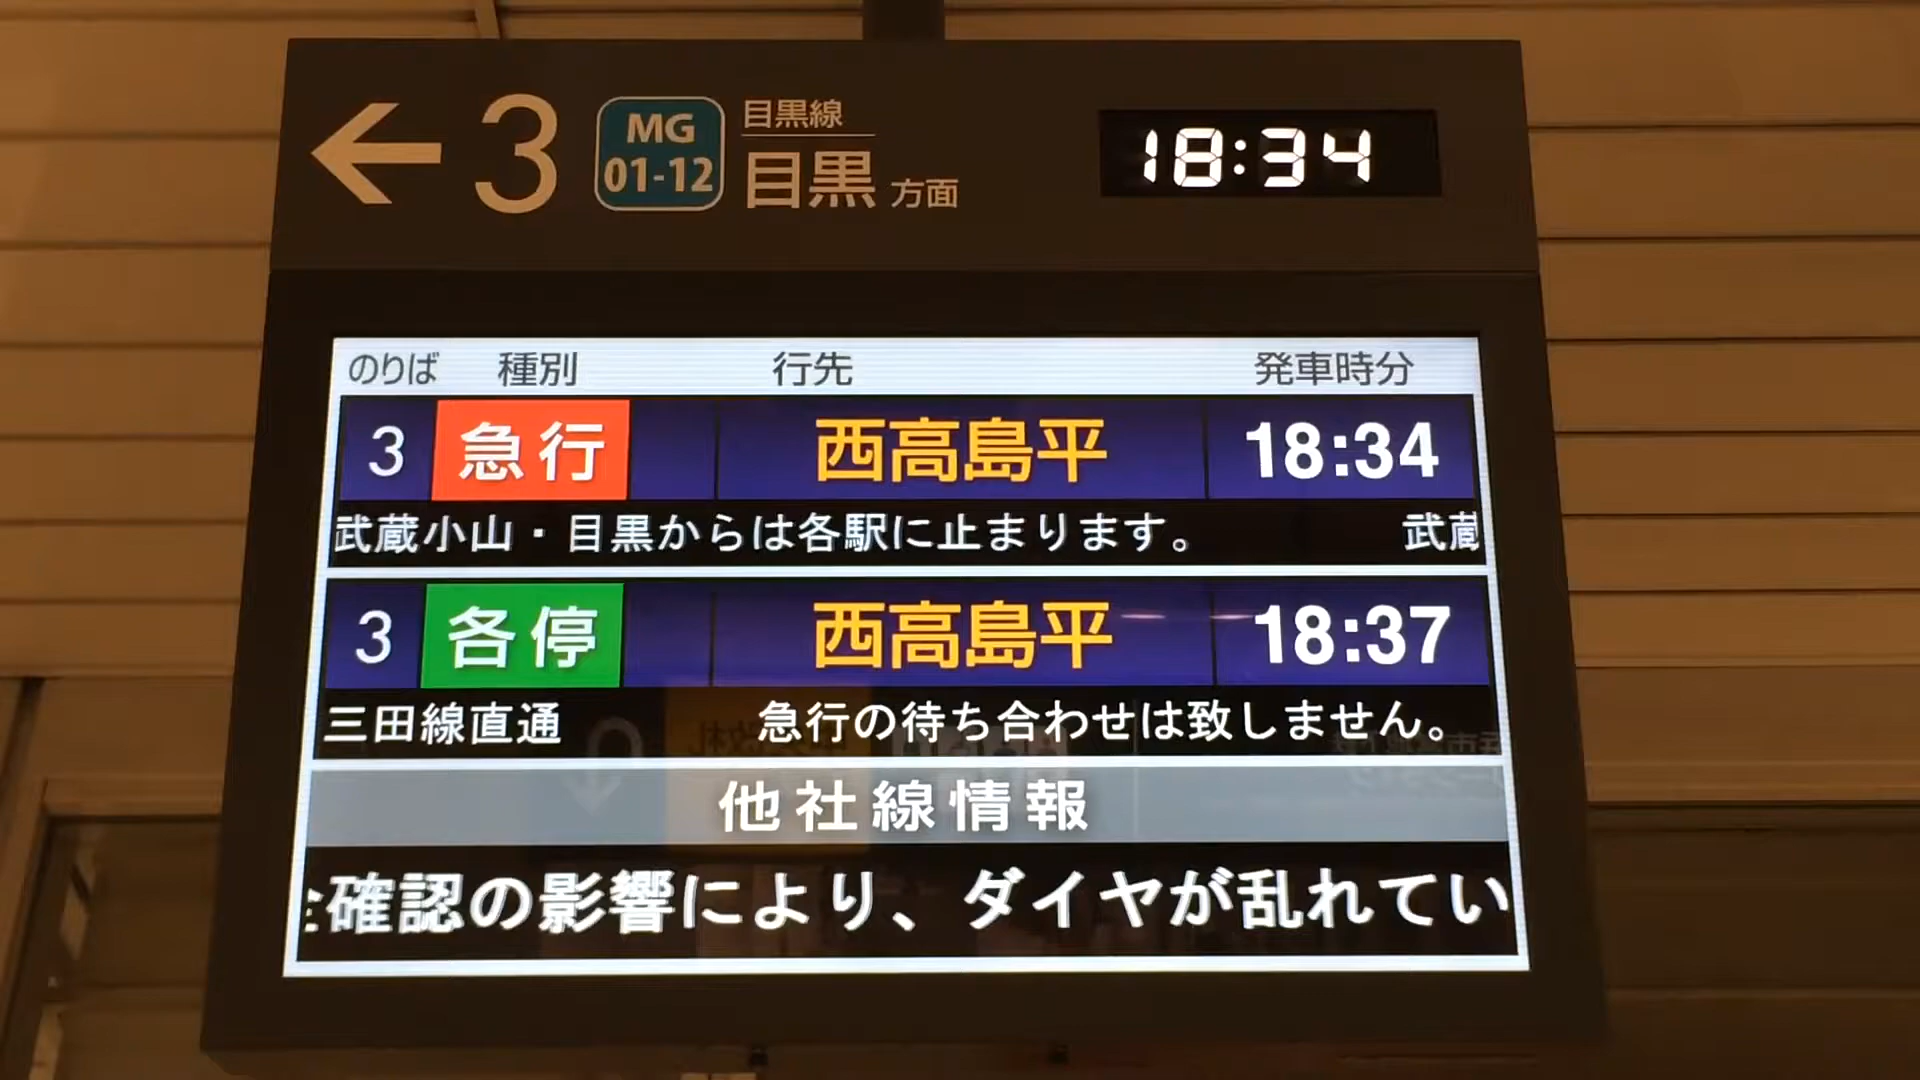 ← 3 MG 01-12 目黒線 目黒 方面 18:34
のりば 種別 行先 発車時分
3 急行 西高島平 18:34
武蔵小山・目黒からは各駅に止まります。 武蔵
3 各停 西高島平 18:37
三田線直通 急行の待ち合わせは致しません。
他社線情報
確認の影響により、ダイヤが乱れてい